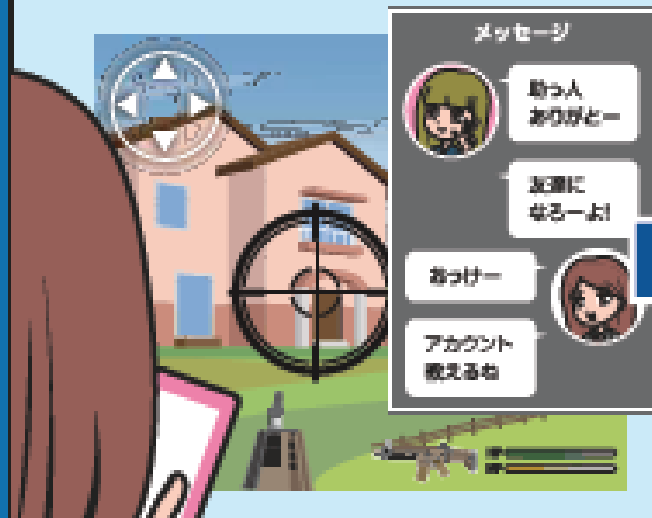 メッセージ
助っ人
ありがとー
友達に
なろーよ!
おっけー
アカウント
教えるね